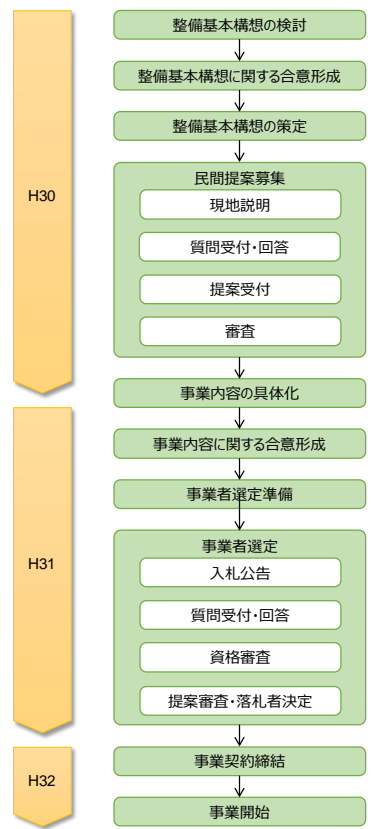 整備基本構想の検討
整備基本構想に関する合意形成
整備基本構想の策定
民間提案募集
現地説明
質問受付・回答
提案受付
審査
H30
事業内容の具体化
事業内容に関する合意形成
事業者選定準備
事業者選定
入札公告
質問受付・回答
資格審査
提案審査・落札者決定
H31
事業契約締結
事業開始
H32